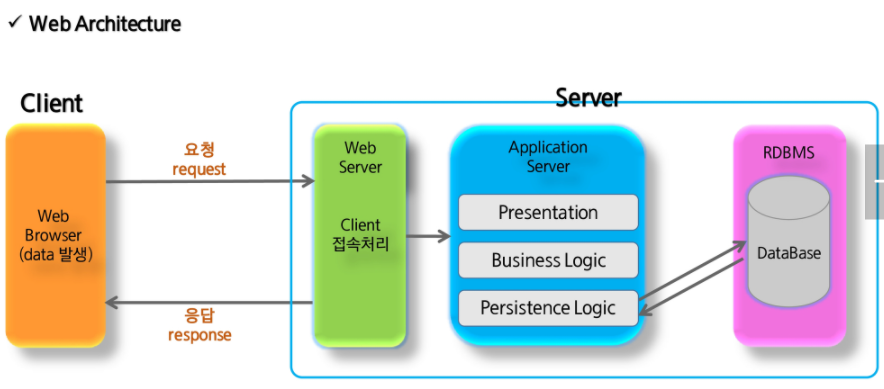 ✓ Web Architecture
Client
Server
요청
request
Web
Browser
(data 발생)
응답
response
Web
Server
Client
접속처리
Application
Server
Presentation
Business Logic
Persistence Logic
RDBMS
DataBase